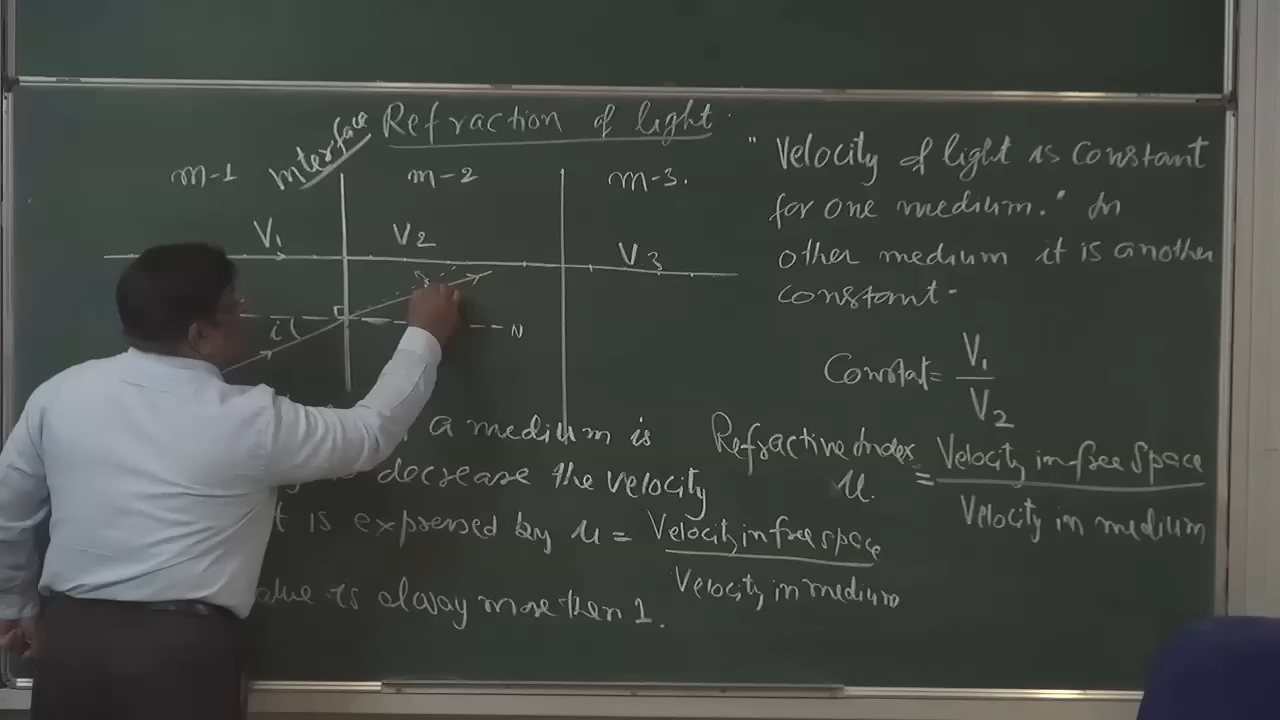 Refraction of light
Interface
m-1
m-2
m-3.
V1
V2
V3
i
N
"Velocity of light is constant
for one medium." In
other medium it is another
constant.
Constat = V1
V2
a medium is
decrease the velocity
t is expressed by μ = Velocity in free space
Velocity in medium
alue is alway more then 1.
Refractive Index
μ. = Velocity in free space
Velocity in medium